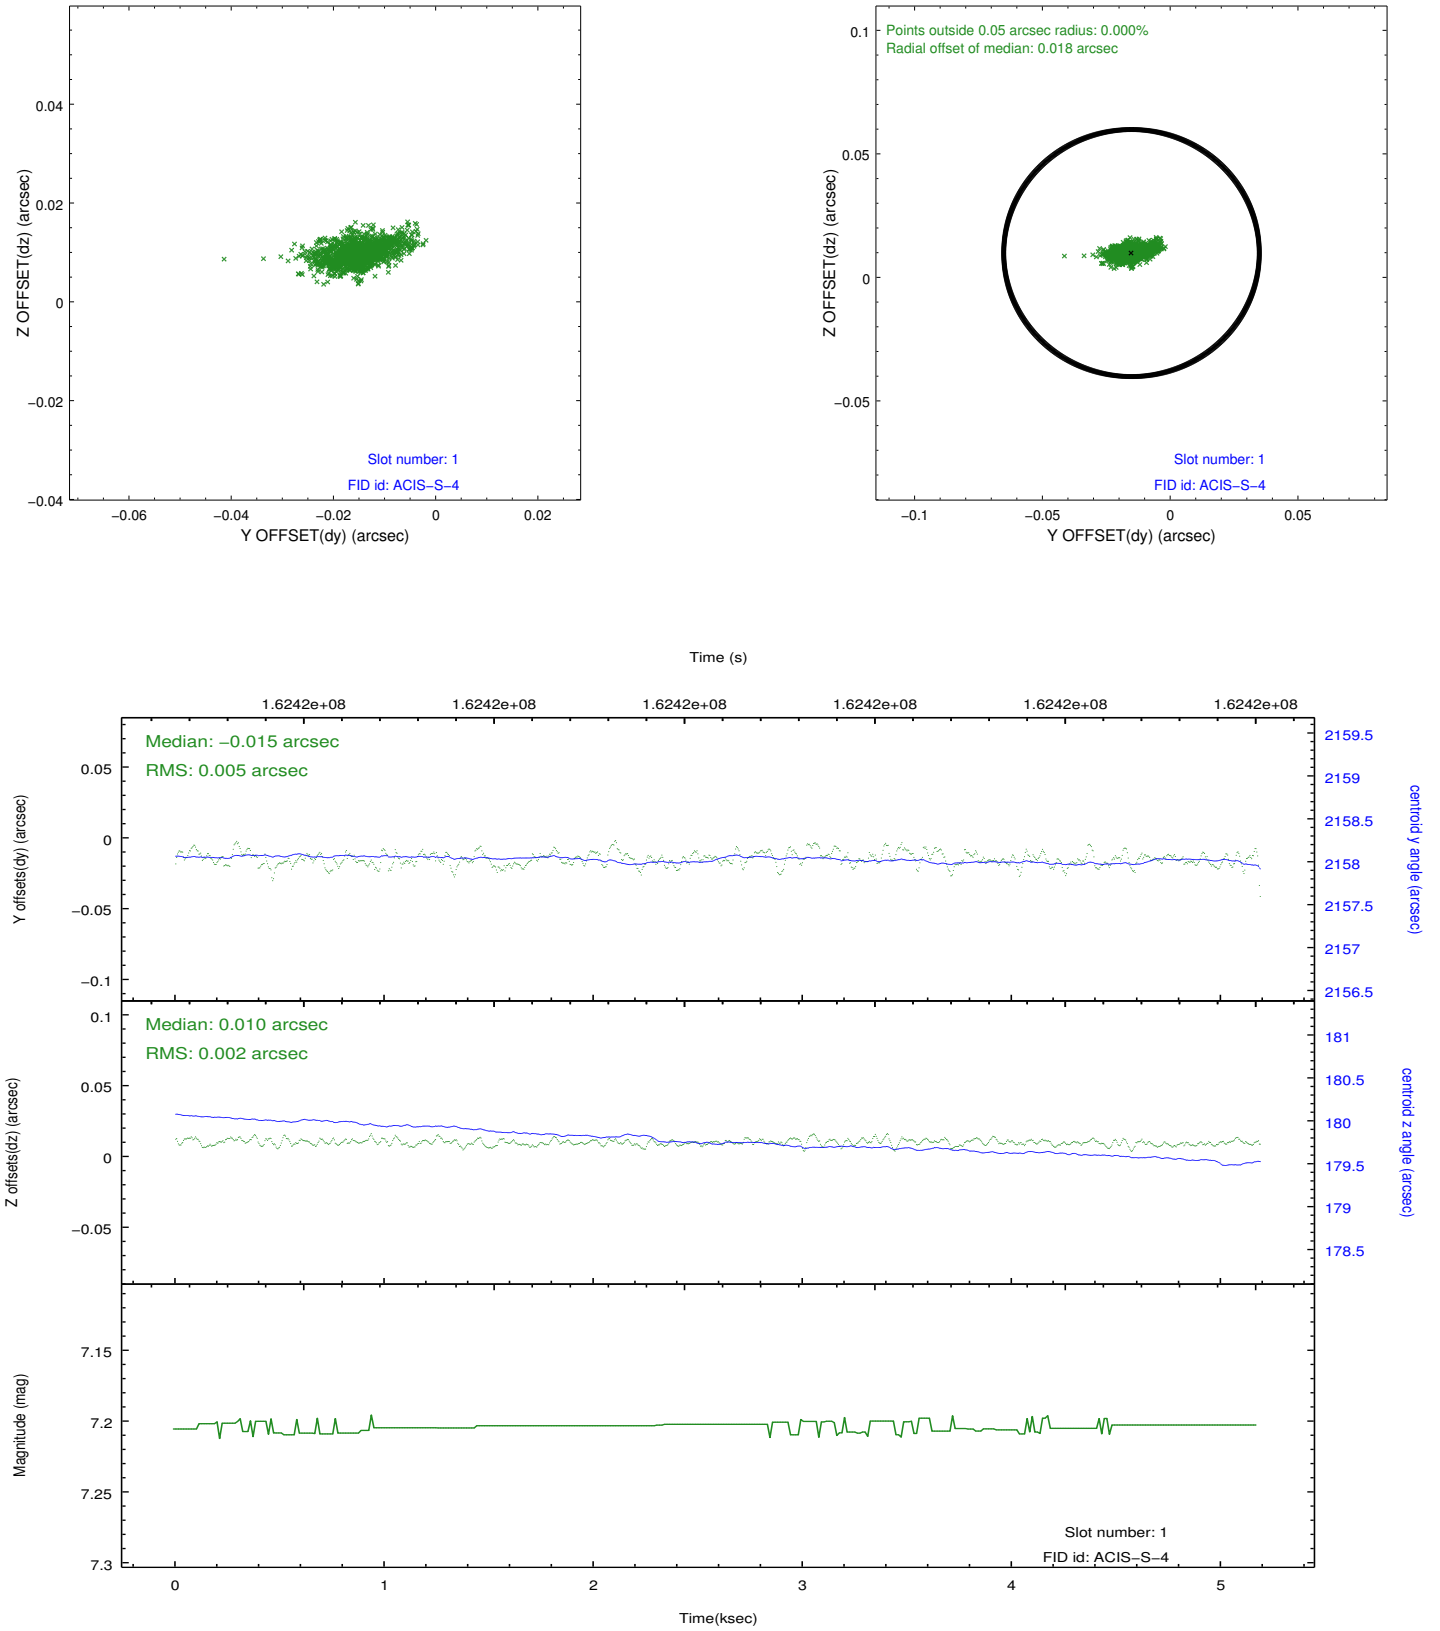 0.04
0.02
0
−0.02
−0.04
Z OFFSET(dz) (arcsec)
Slot number: 1
FID id: ACIS−S−4
−0.06
−0.04
−0.02
0
0.02
Y OFFSET(dy) (arcsec)
Points outside 0.05 arcsec radius: 0.000%
Radial offset of median: 0.018 arcsec
0.1
0.05
0
−0.05
Z OFFSET(dz) (arcsec)
Slot number: 1
FID id: ACIS−S−4
−0.1
−0.05
0
0.05
Y OFFSET(dy) (arcsec)
Time (s)
1.6242e+08
1.6242e+08
1.6242e+08
1.6242e+08
1.6242e+08
1.6242e+08
Median: −0.015 arcsec
RMS: 0.005 arcsec
0.05
0
−0.05
−0.1
Y offsets(dy) (arcsec)
2159.5
2159
2158.5
2158
2157.5
2157
2156.5
centroid y angle (arcsec)
Median: 0.010 arcsec
RMS: 0.002 arcsec
0.1
0.05
0
−0.05
Z offsets(dz) (arcsec)
181
180.5
180
179.5
179
178.5
centroid z angle (arcsec)
7.15
7.2
7.25
7.3
Magnitude (mag)
Slot number: 1
FID id: ACIS−S−4
0
1
2
3
4
5
Time(ksec)